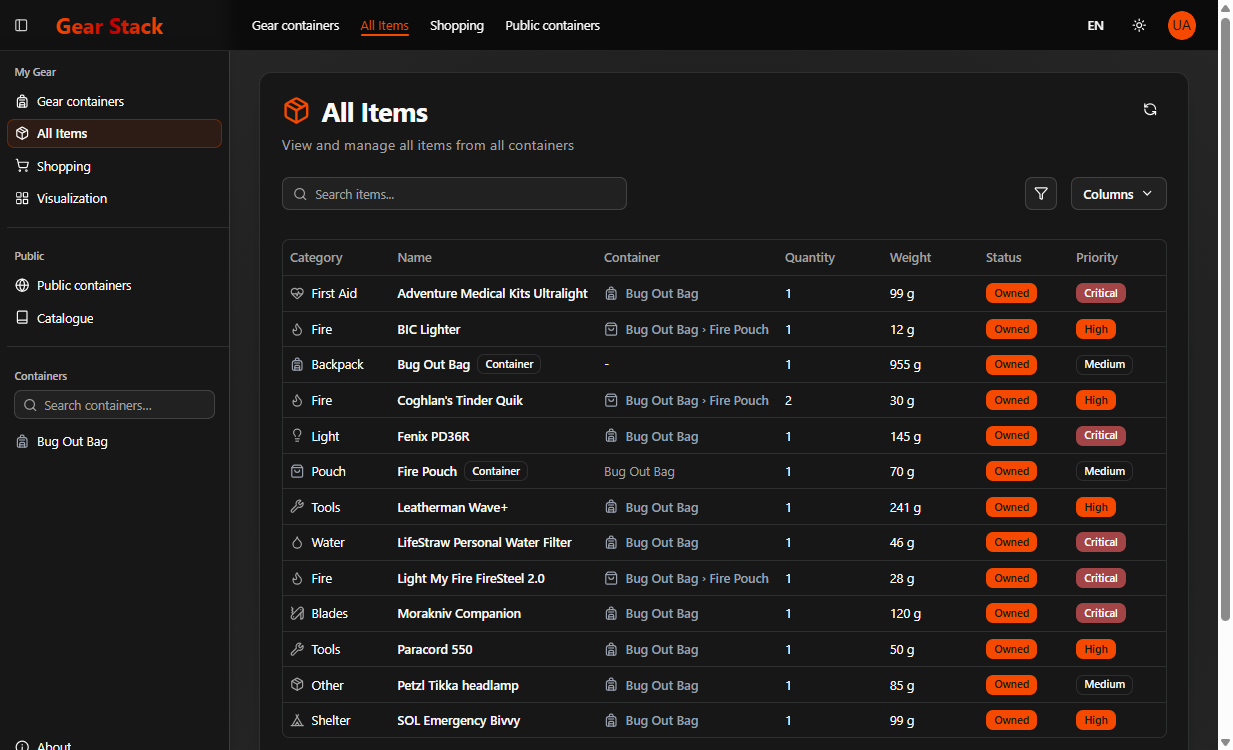 Gear Stack
Gear containers All Items Shopping Public containers EN UA
My Gear
Gear containers
All Items
Shopping
Visualization
Public
Public containers
Catalogue
Containers
Search containers...
Bug Out Bag
About
All Items
View and manage all items from all containers
Search items... Columns
Category Name Container Quantity Weight Status Priority
First Aid Adventure Medical Kits Ultralight Bug Out Bag 1 99 g Owned Critical
Fire BIC Lighter Bug Out Bag › Fire Pouch 1 12 g Owned High
Backpack Bug Out Bag Container - 1 955 g Owned Medium
Fire Coghlan's Tinder Quik Bug Out Bag › Fire Pouch 2 30 g Owned High
Light Fenix PD36R Bug Out Bag 1 145 g Owned Critical
Pouch Fire Pouch Container Bug Out Bag 1 70 g Owned Medium
Tools Leatherman Wave+ Bug Out Bag 1 241 g Owned High
Water LifeStraw Personal Water Filter Bug Out Bag 1 46 g Owned Critical
Fire Light My Fire FireSteel 2.0 Bug Out Bag › Fire Pouch 1 28 g Owned Critical
Blades Morakniv Companion Bug Out Bag 1 120 g Owned Critical
Tools Paracord 550 Bug Out Bag 1 50 g Owned High
Other Petzl Tikka headlamp Bug Out Bag 1 85 g Owned Medium
Shelter SOL Emergency Bivvy Bug Out Bag 1 99 g Owned High